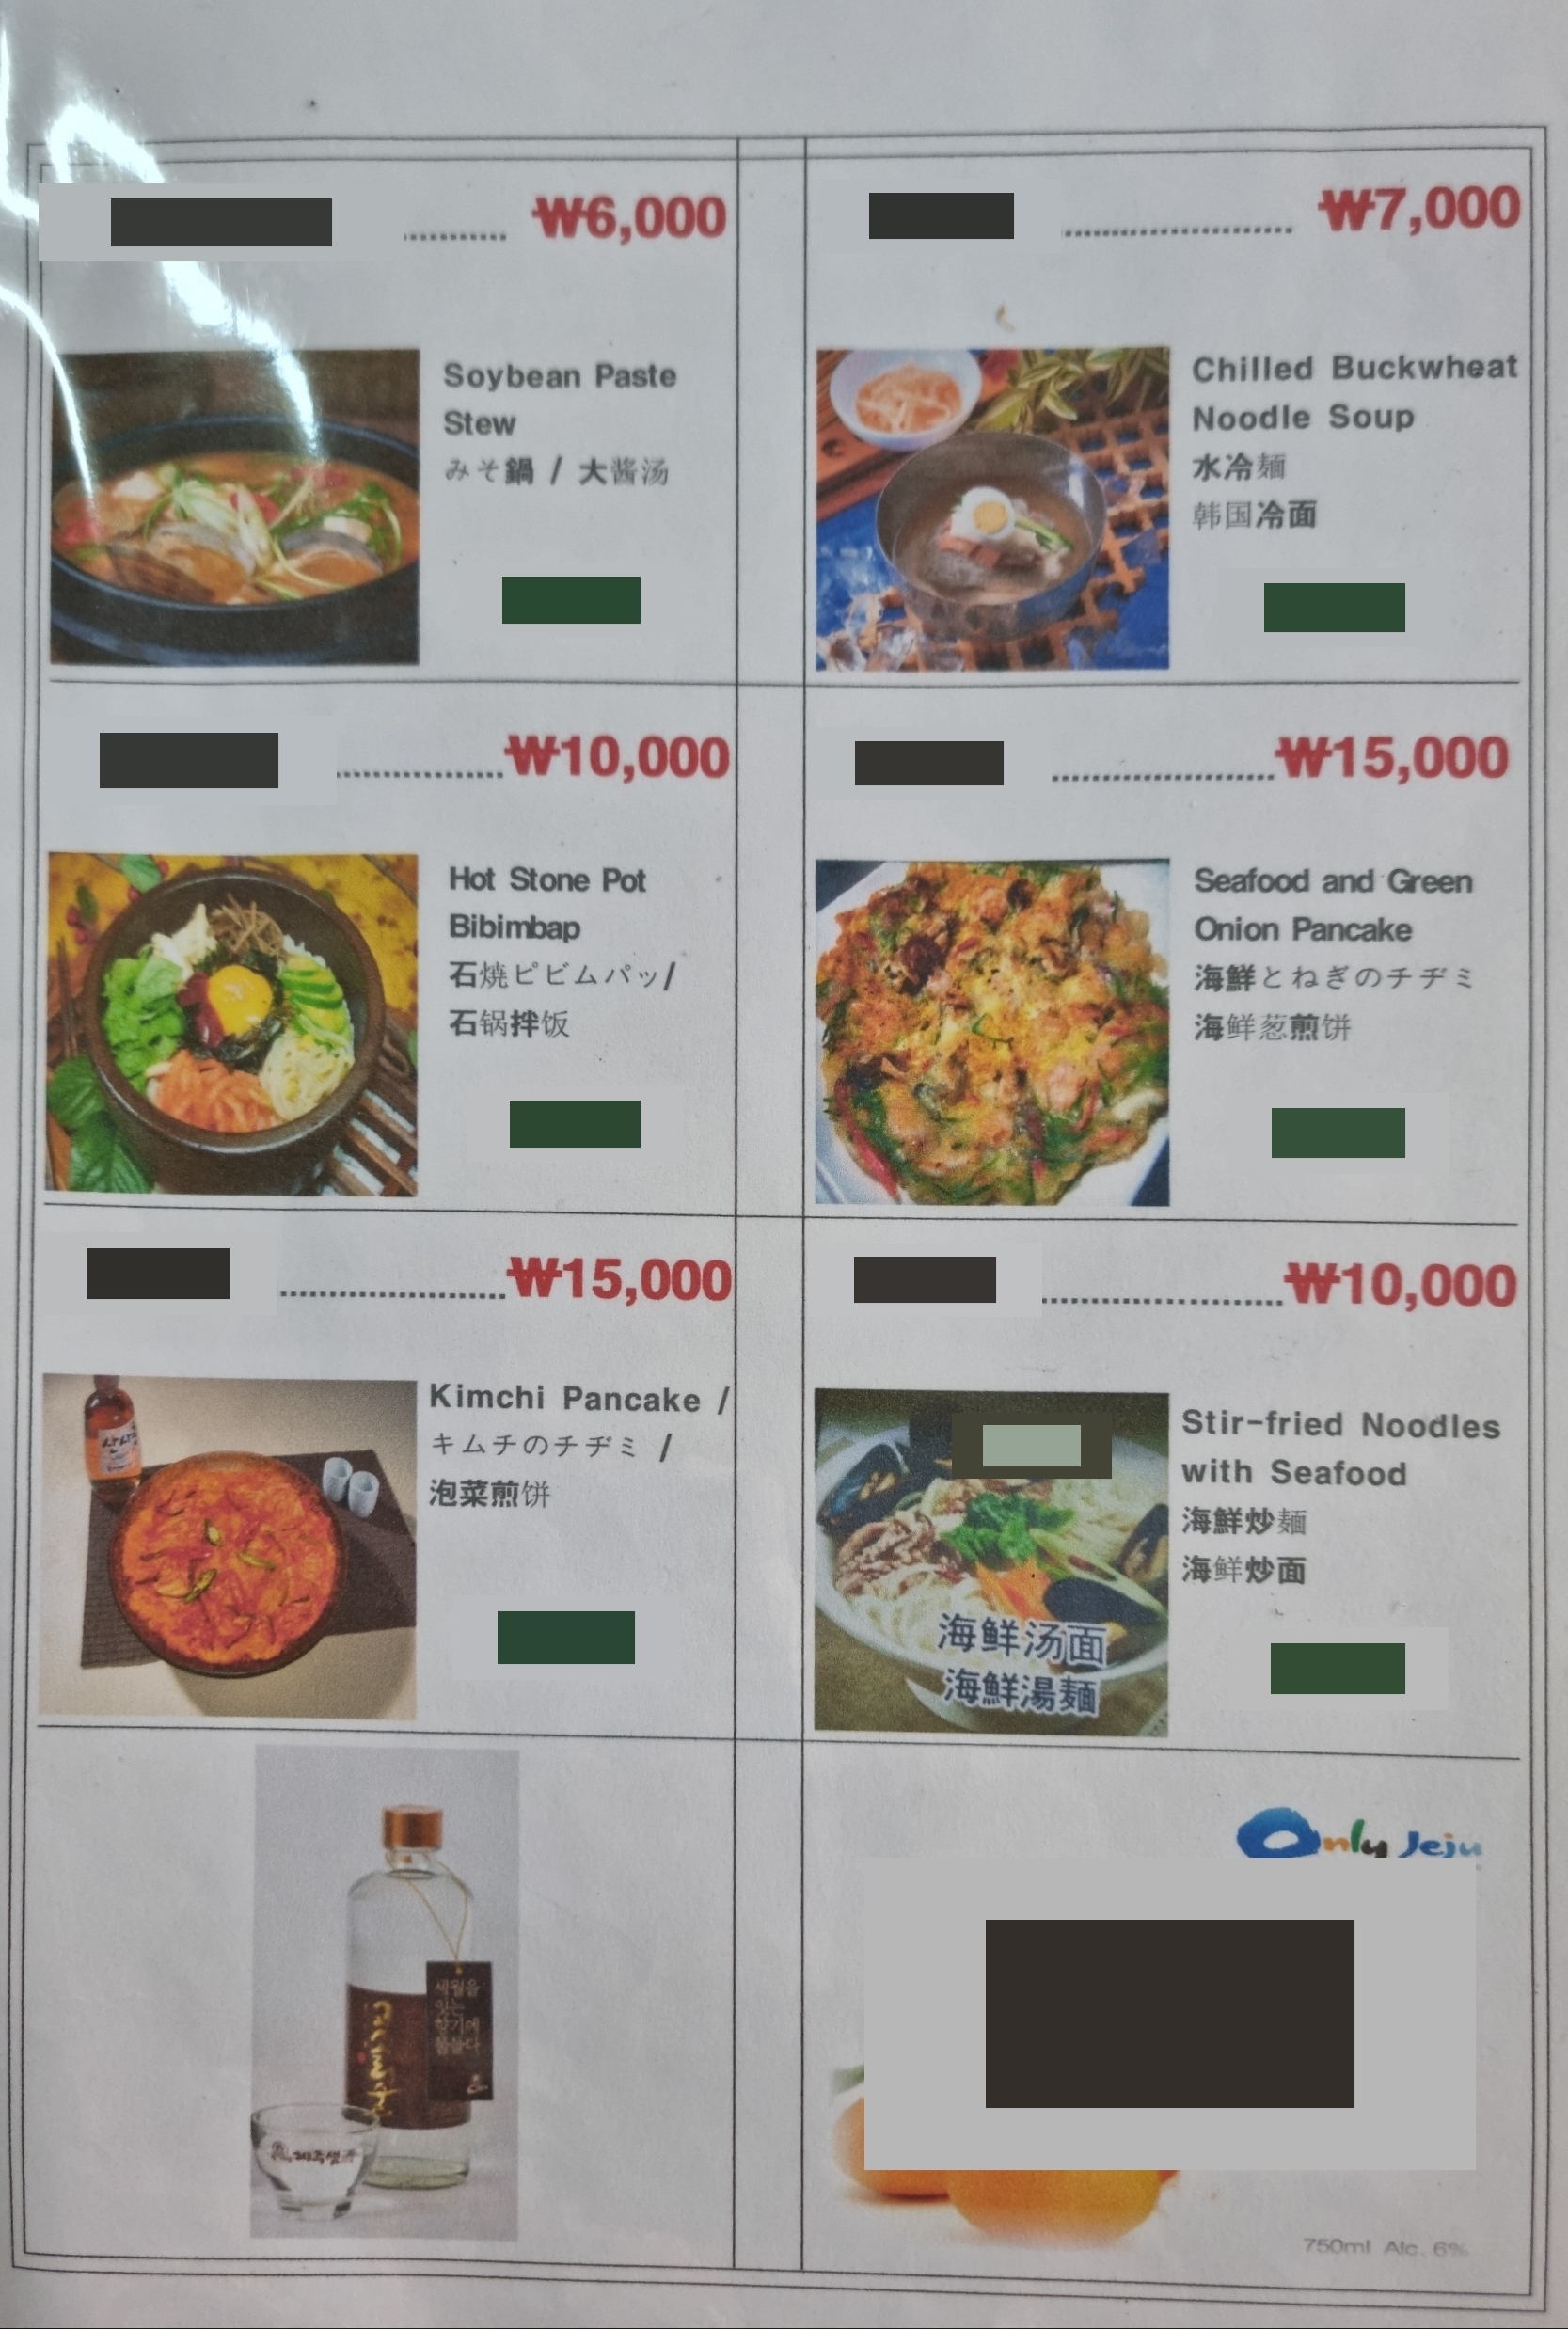 ₩6,000
Soybean Paste
Stew
みそ鍋 / 大酱汤
₩7,000
Chilled Buckwheat
Noodle Soup
水冷麺
韩国冷面
₩10,000
Hot Stone Pot
Bibimbap
石焼ピビムパッ/
石锅拌饭
₩15,000
Seafood and Green
Onion Pancake
海鮮とねぎのチヂミ
海鲜葱煎饼
₩15,000
Kimchi Pancake /
キムチのチヂミ /
泡菜煎饼
₩10,000
Stir-fried Noodles
with Seafood
海鮮炒麺
海鲜炒面
海鲜汤面
海鮮湯麺
세월을
잇는
향기에
물들다
Only Jeju
750ml Alc. 6%